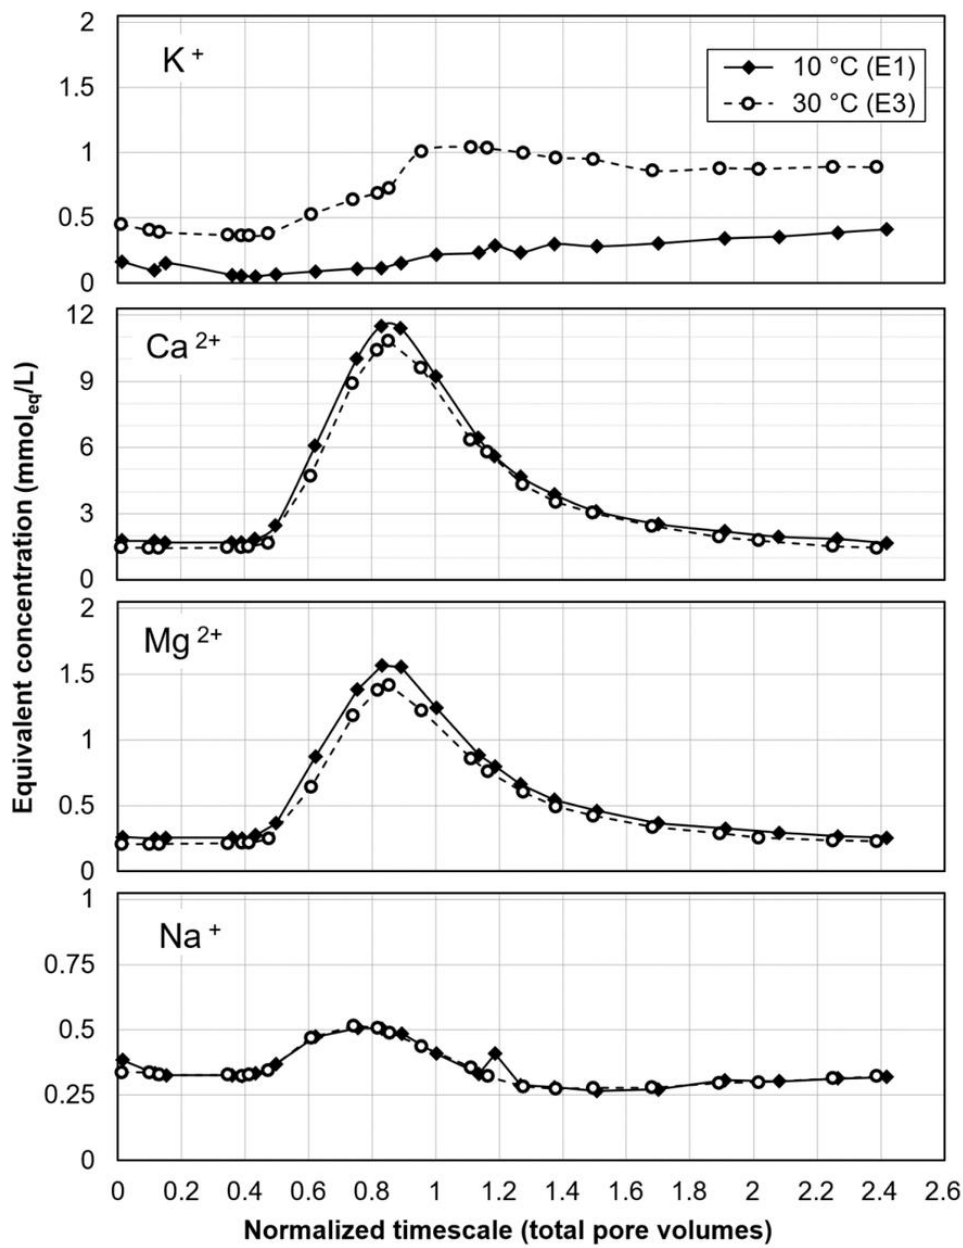 K⁺
10 °C (E1)
30 °C (E3)
2
1.5
1
0.5
0
Ca²⁺
12
9
6
3
0
Mg²⁺
2
1.5
1
0.5
0
Na⁺
1
0.75
0.5
0.25
0
Equivalent concentration (mmolₑq/L)
0 0.2 0.4 0.6 0.8 1 1.2 1.4 1.6 1.8 2 2.2 2.4 2.6
Normalized timescale (total pore volumes)